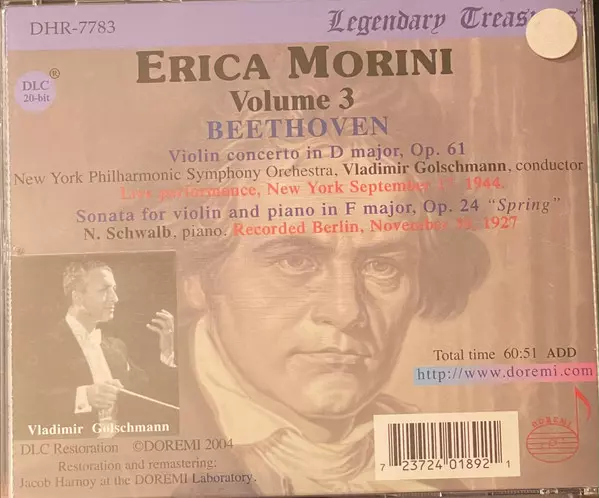 DHR-7783
Legendary
DLC®
20-bit
ERICA MORINI
Volume 3
BEETHOVEN
Violin concerto in D major, Op. 61
New York Philharmonic Symphony Orchestra, Vladimir Golschmann, conductor
Live performance, New York September 1944.
Sonata for violin and piano in F major, Op. 24 "Spring"
N. Schwalb, piano. Recorded Berlin, November 1927
Total time 60:51 ADD
http://www.doremi.com
Vladimir Golschmann
DOREMI
DLC Restoration ©DOREMI 2004
Restoration and remastering:
Jacob Harnoy at the DOREMI Laboratory.
7 23724 01892 1